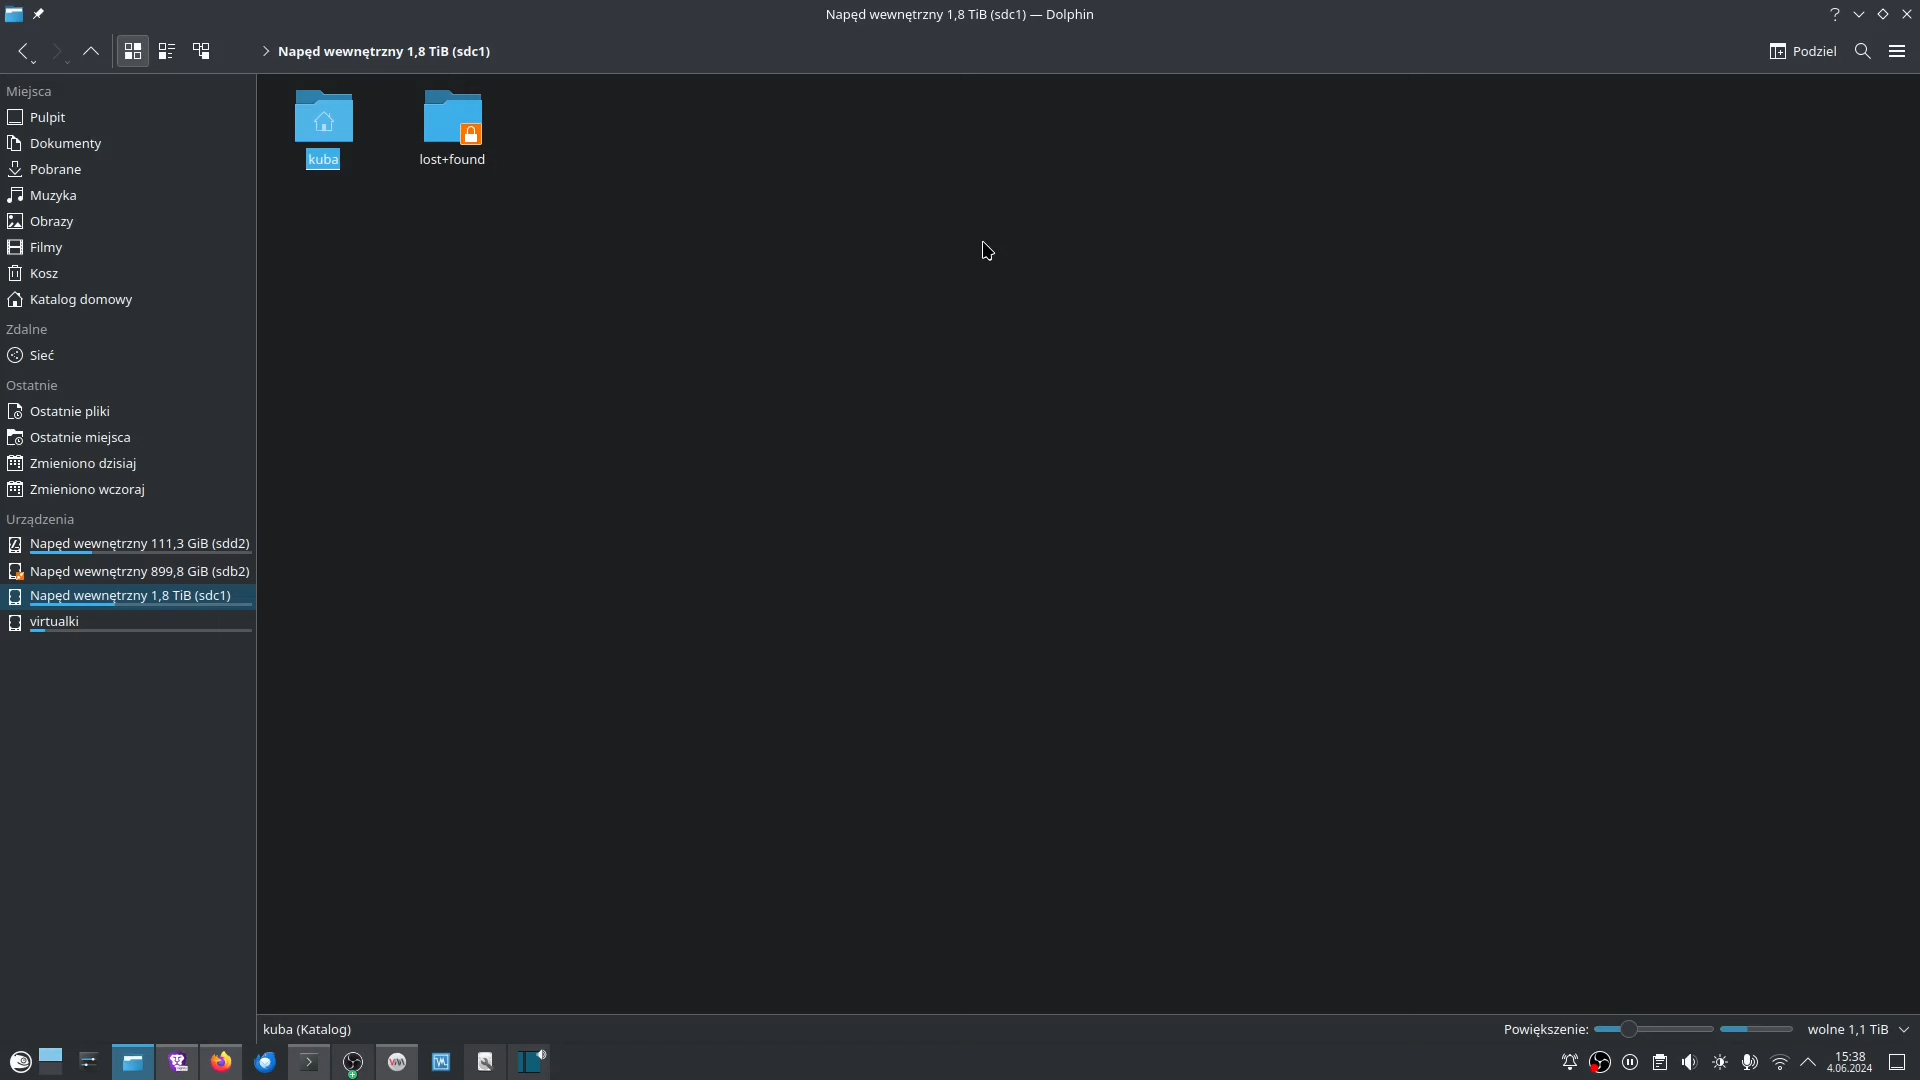 Napęd wewnętrzny 1,8 TiB (sdc1) — Dolphin
Napęd wewnętrzny 1,8 TiB (sdc1)
Podziel
Miejsca
Pulpit
Dokumenty
Pobrane
Muzyka
Obrazy
Filmy
Kosz
Katalog domowy
Zdalne
Sieć
Ostatnie
Ostatnie pliki
Ostatnie miejsca
Zmieniono dzisiaj
Zmieniono wczoraj
Urządzenia
Napęd wewnętrzny 111,3 GiB (sdd2)
Napęd wewnętrzny 899,8 GiB (sdb2)
Napęd wewnętrzny 1,8 TiB (sdc1)
virtualki
kuba
lost+found
kuba (Katalog)
Powiększenie:
wolne 1,1 TiB
15:38
4.06.2024